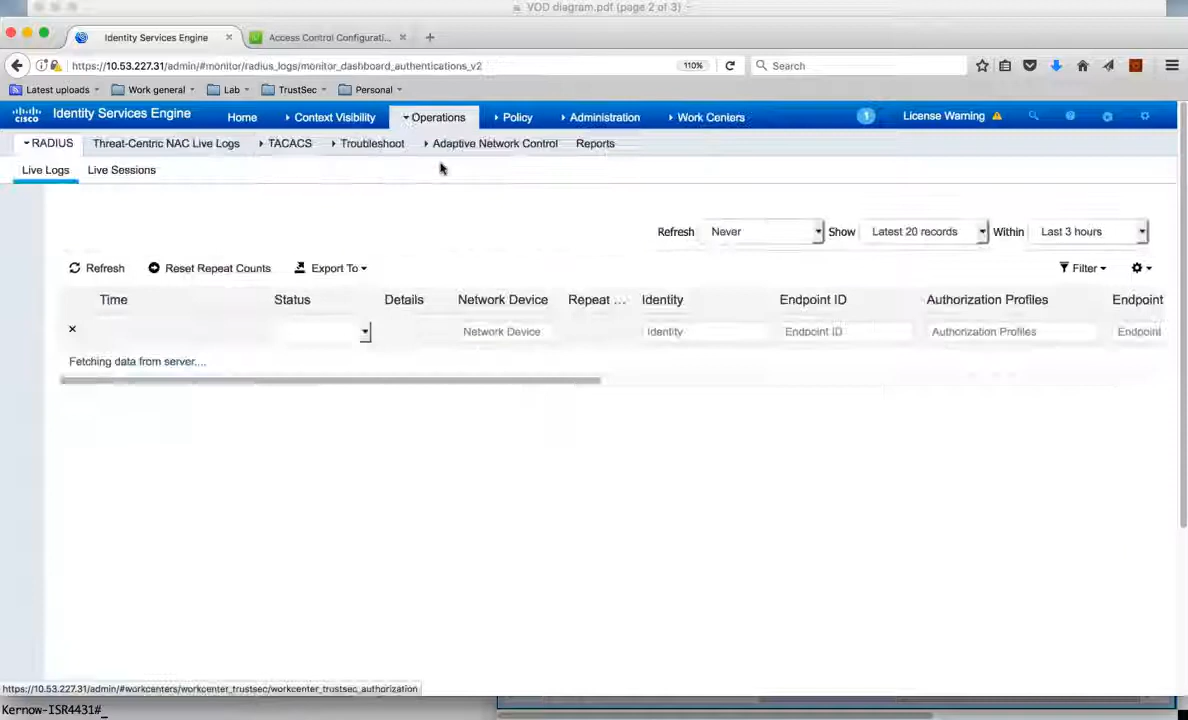 VOD diagram.pdf (page 2 of 3)
Identity Services Engine × Access Control Configurati... × +
https://10.53.227.31/admin/#monitor/radius_logs/monitor_dashboard_authentications_v2 110% Search
Latest uploads Work general Lab TrustSec Personal
cisco Identity Services Engine Home Context Visibility Operations Policy Administration Work Centers 1 License Warning
RADIUS Threat-Centric NAC Live Logs TACACS Troubleshoot Adaptive Network Control Reports
Live Logs Live Sessions
Refresh Never Show Latest 20 records Within Last 3 hours
Refresh Reset Repeat Counts Export To Filter
Time Status Details Network Device Repeat ... Identity Endpoint ID Authorization Profiles Endpoint
× Network Device Identity Endpoint ID Authorization Profiles Endpoint
Fetching data from server....
https://10.53.227.31/admin/#workcenters/workcenter_trustsec/workcenter_trustsec_authorization
Kernow-ISR4431#_